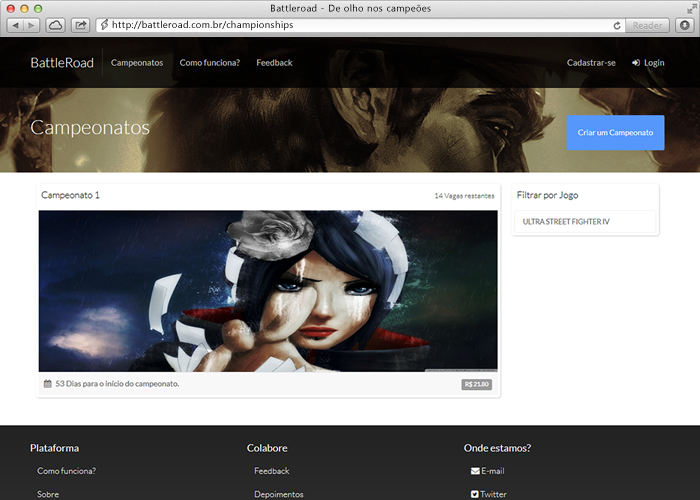 Battleroad - De olho nos campeões
http://battleroad.com.br/championships
Reader
BattleRoad
Campeonatos
Como funciona?
Feedback
Cadastrar-se
Login
Campeonatos
Criar um Campeonato
Campeonato 1
14 Vagas restantes
Filtrar por Jogo
ULTRA STREET FIGHTER IV
53 Dias para o início do campeonato.
R$ 21.80
Plataforma
Colabore
Onde estamos?
Como funciona?
Feedback
E-mail
Sobre
Depoimentos
Twitter